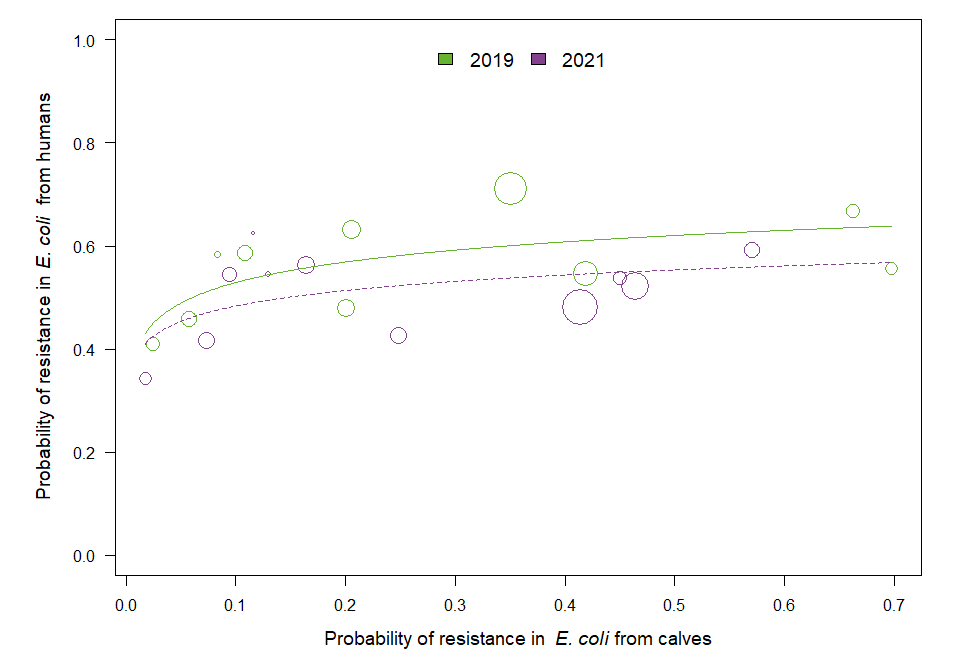 2019 2021
1.0
0.8
0.6
0.4
0.2
0.0
Probability of resistance in E. coli from humans
0.0 0.1 0.2 0.3 0.4 0.5 0.6 0.7
Probability of resistance in E. coli from calves